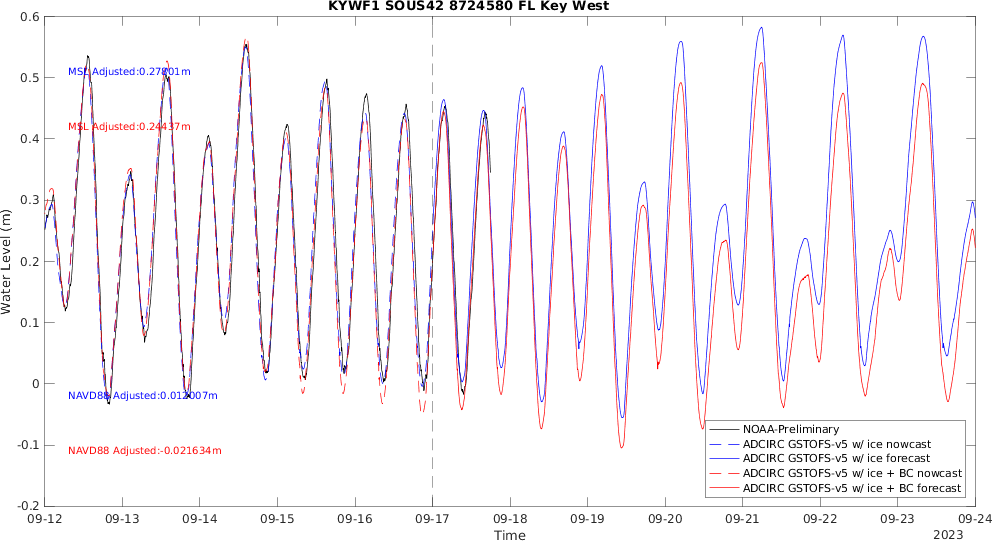 KYWF1 SOUS42 8724580 FL Key West
0.6
0.5
0.4
0.3
0.2
0.1
0
-0.1
-0.2
Water Level (m)
MSL Adjusted:0.27801m
MSL Adjusted:0.24437m
NAVD88 Adjusted:0.012007m
NAVD88 Adjusted:-0.021634m
NOAA-Preliminary
ADCIRC GSTOFS-v5 w/ ice nowcast
ADCIRC GSTOFS-v5 w/ ice forecast
ADCIRC GSTOFS-v5 w/ ice + BC nowcast
ADCIRC GSTOFS-v5 w/ ice + BC forecast
09-12 09-13 09-14 09-15 09-16 09-17 09-18 09-19 09-20 09-21 09-22 09-23 09-24
Time
2023